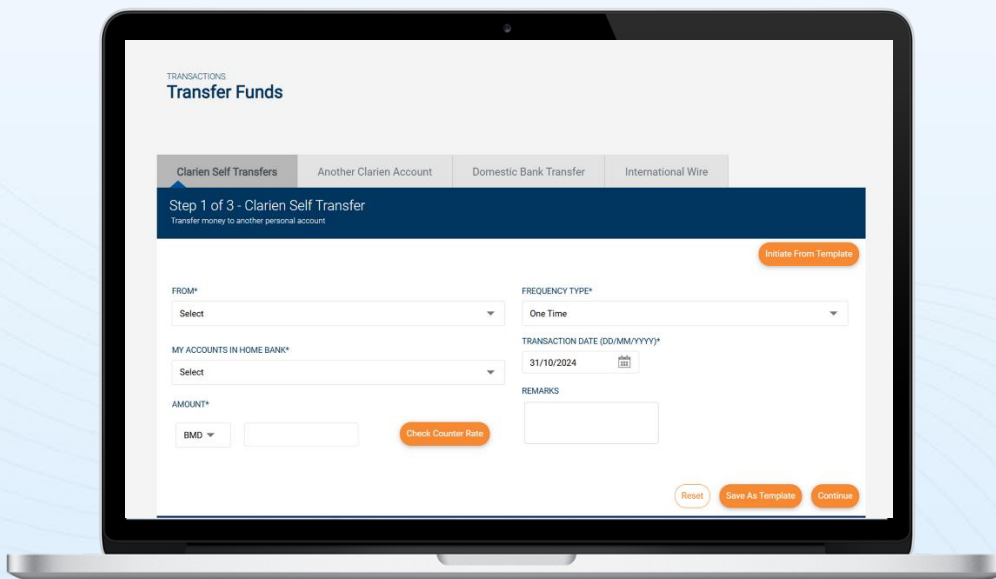 TRANSACTIONS
Transfer Funds
Clarien Self Transfers
Another Clarien Account
Domestic Bank Transfer
International Wire
Step 1 of 3 - Clarien Self Transfer
Transfer money to another personal account
Initiate From Template
FROM*
Select
FREQUENCY TYPE*
One Time
MY ACCOUNTS IN HOME BANK*
Select
TRANSACTION DATE (DD/MM/YYYY)*
31/10/2024
AMOUNT*
BMD
Check Counter Rate
REMARKS
Reset
Save As Template
Continue